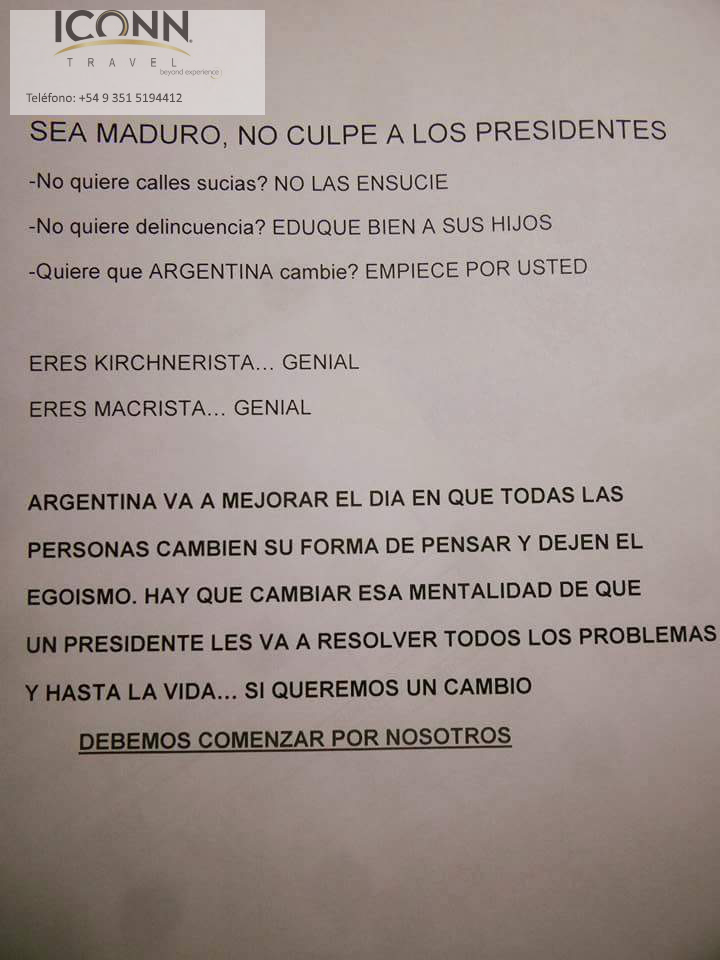 ICONN
TRAVEL
beyond experience
Teléfono: +54 9 351 5194412
SEA MADURO, NO CULPE A LOS PRESIDENTES
-No quiere calles sucias? NO LAS ENSUCIE
-No quiere delincuencia? EDUQUE BIEN A SUS HIJOS
-Quiere que ARGENTINA cambie? EMPIECE POR USTED
ERES KIRCHNERISTA... GENIAL
ERES MACRISTA... GENIAL
ARGENTINA VA A MEJORAR EL DIA EN QUE TODAS LAS
PERSONAS CAMBIEN SU FORMA DE PENSAR Y DEJEN EL
EGOISMO. HAY QUE CAMBIAR ESA MENTALIDAD DE QUE
UN PRESIDENTE LES VA A RESOLVER TODOS LOS PROBLEMAS
Y HASTA LA VIDA... SI QUEREMOS UN CAMBIO
DEBEMOS COMENZAR POR NOSOTROS